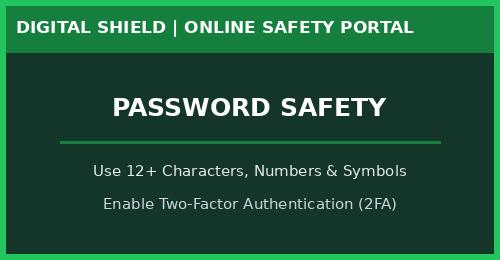 DIGITAL SHIELD | ONLINE SAFETY PORTAL
PASSWORD SAFETY
Use 12+ Characters, Numbers & Symbols
Enable Two-Factor Authentication (2FA)